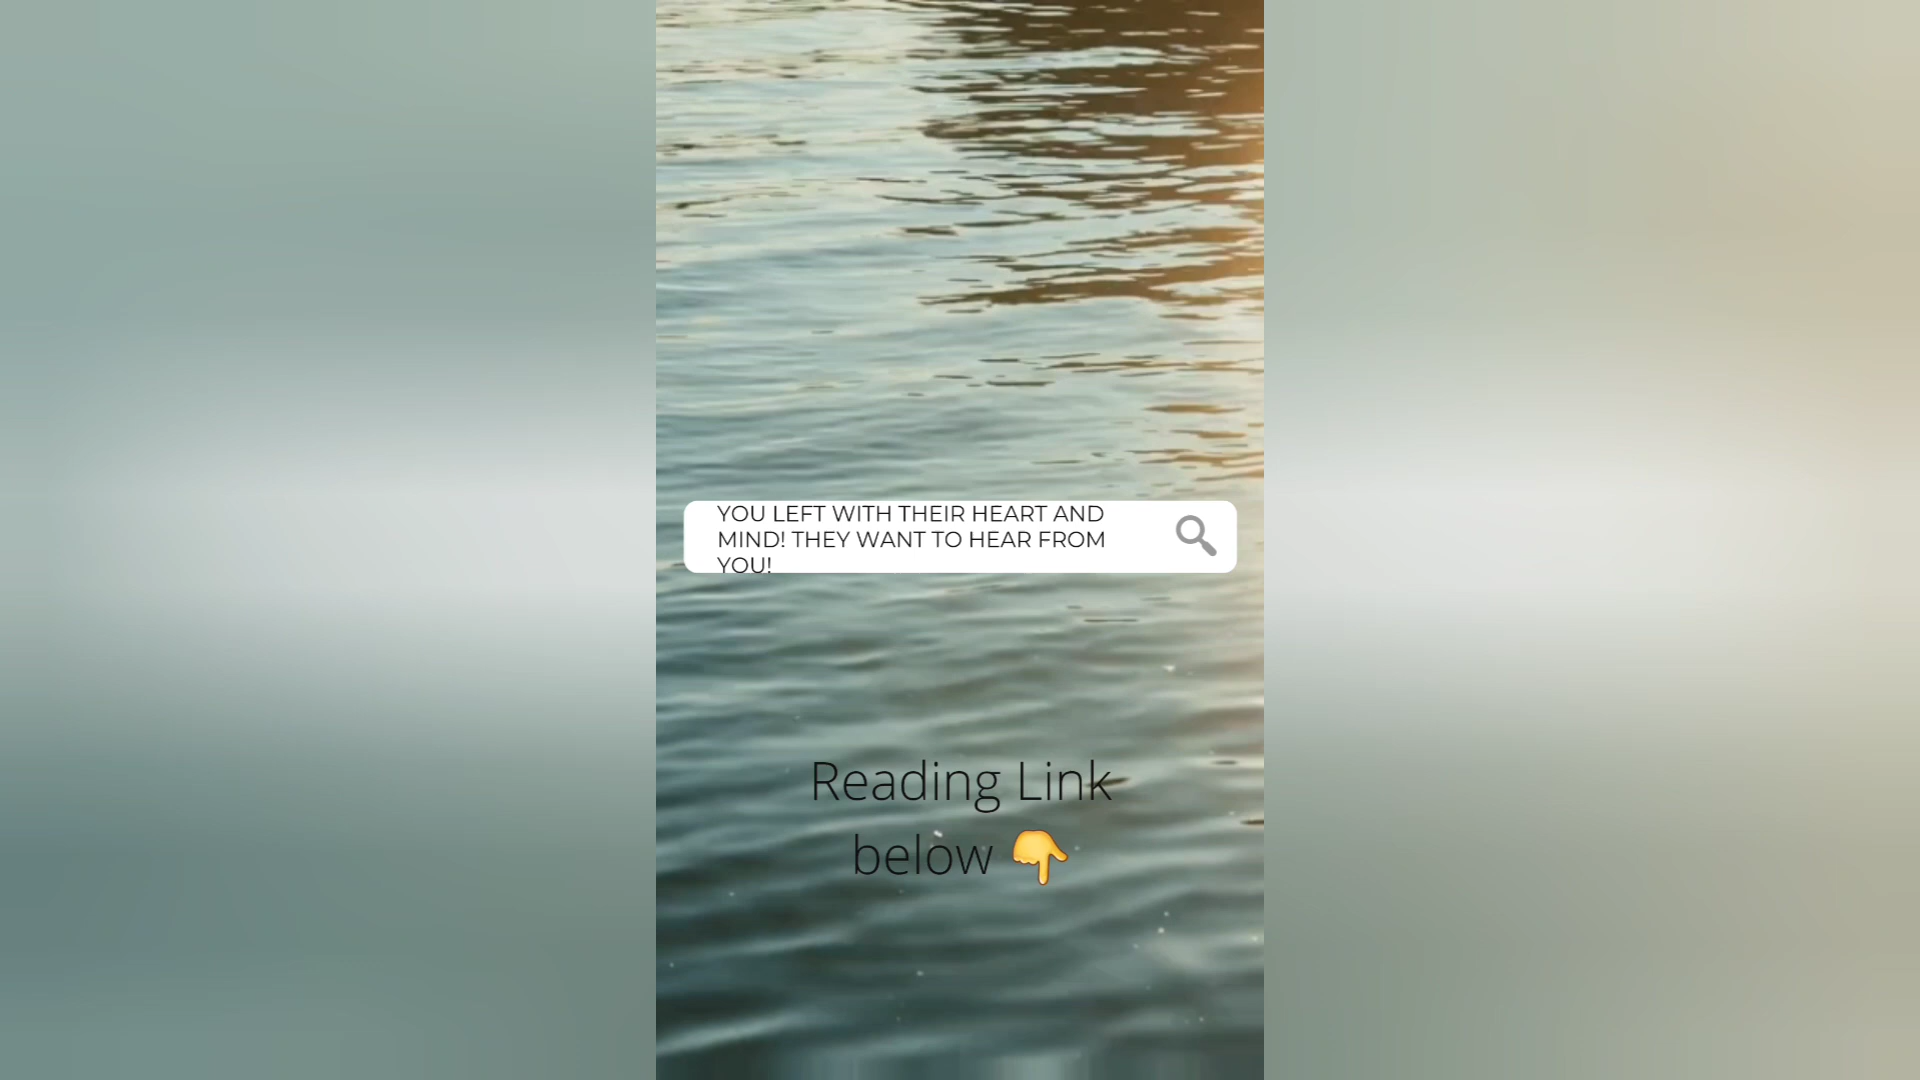 YOU LEFT WITH THEIR HEART AND
MIND! THEY WANT TO HEAR FROM
YOU!
Reading Link
below 👇